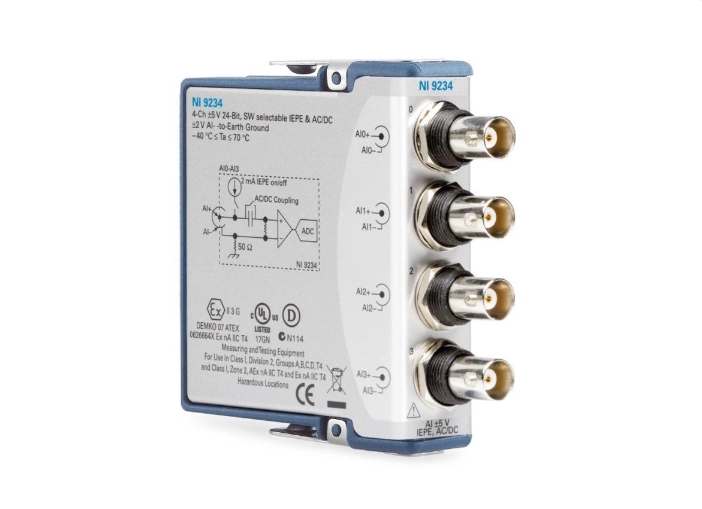 NI 9234
4-Ch ±5 V 24-Bit, SW selectable IEPE & AC/DC
±2 V AI- -to-Earth Ground
−40 °C ≤ Ta ≤ 70 °C
AI0-AI3
2 mA IEPE on/off
AC/DC Coupling
AI+
AI-
ADC
50 Ω
NI 9234
Ex II 3 G
c UL us
LISTED
17GN
D
N114
DEMKO 07 ATEX
0626664X Ex nA IIC T4
Measuring and Testing Equipment
For Use in Class I, Division 2, Groups A,B,C,D,T4
and Class I, Zone 2, AEx nA IIC T4 and Ex nA IIC T4
Hazardous Locations
CE
NI 9234
0
AI0+
AI0-
1
AI1+
AI1-
2
AI2+
AI2-
3
AI3+
AI3-
AI ±5 V
IEPE, AC/DC